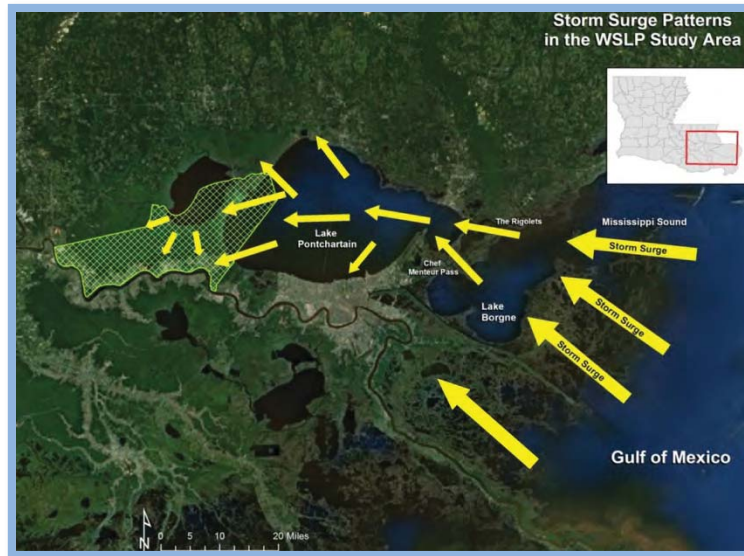 Storm Surge Patterns
in the WSLP Study Area
The Rigolets
Mississippi Sound
Lake
Pontchartain
Storm Surge
Chef
Menteur Pass
Lake
Borgne
Storm Surge
Storm Surge
Gulf of Mexico
N
0 5 10 20 Miles